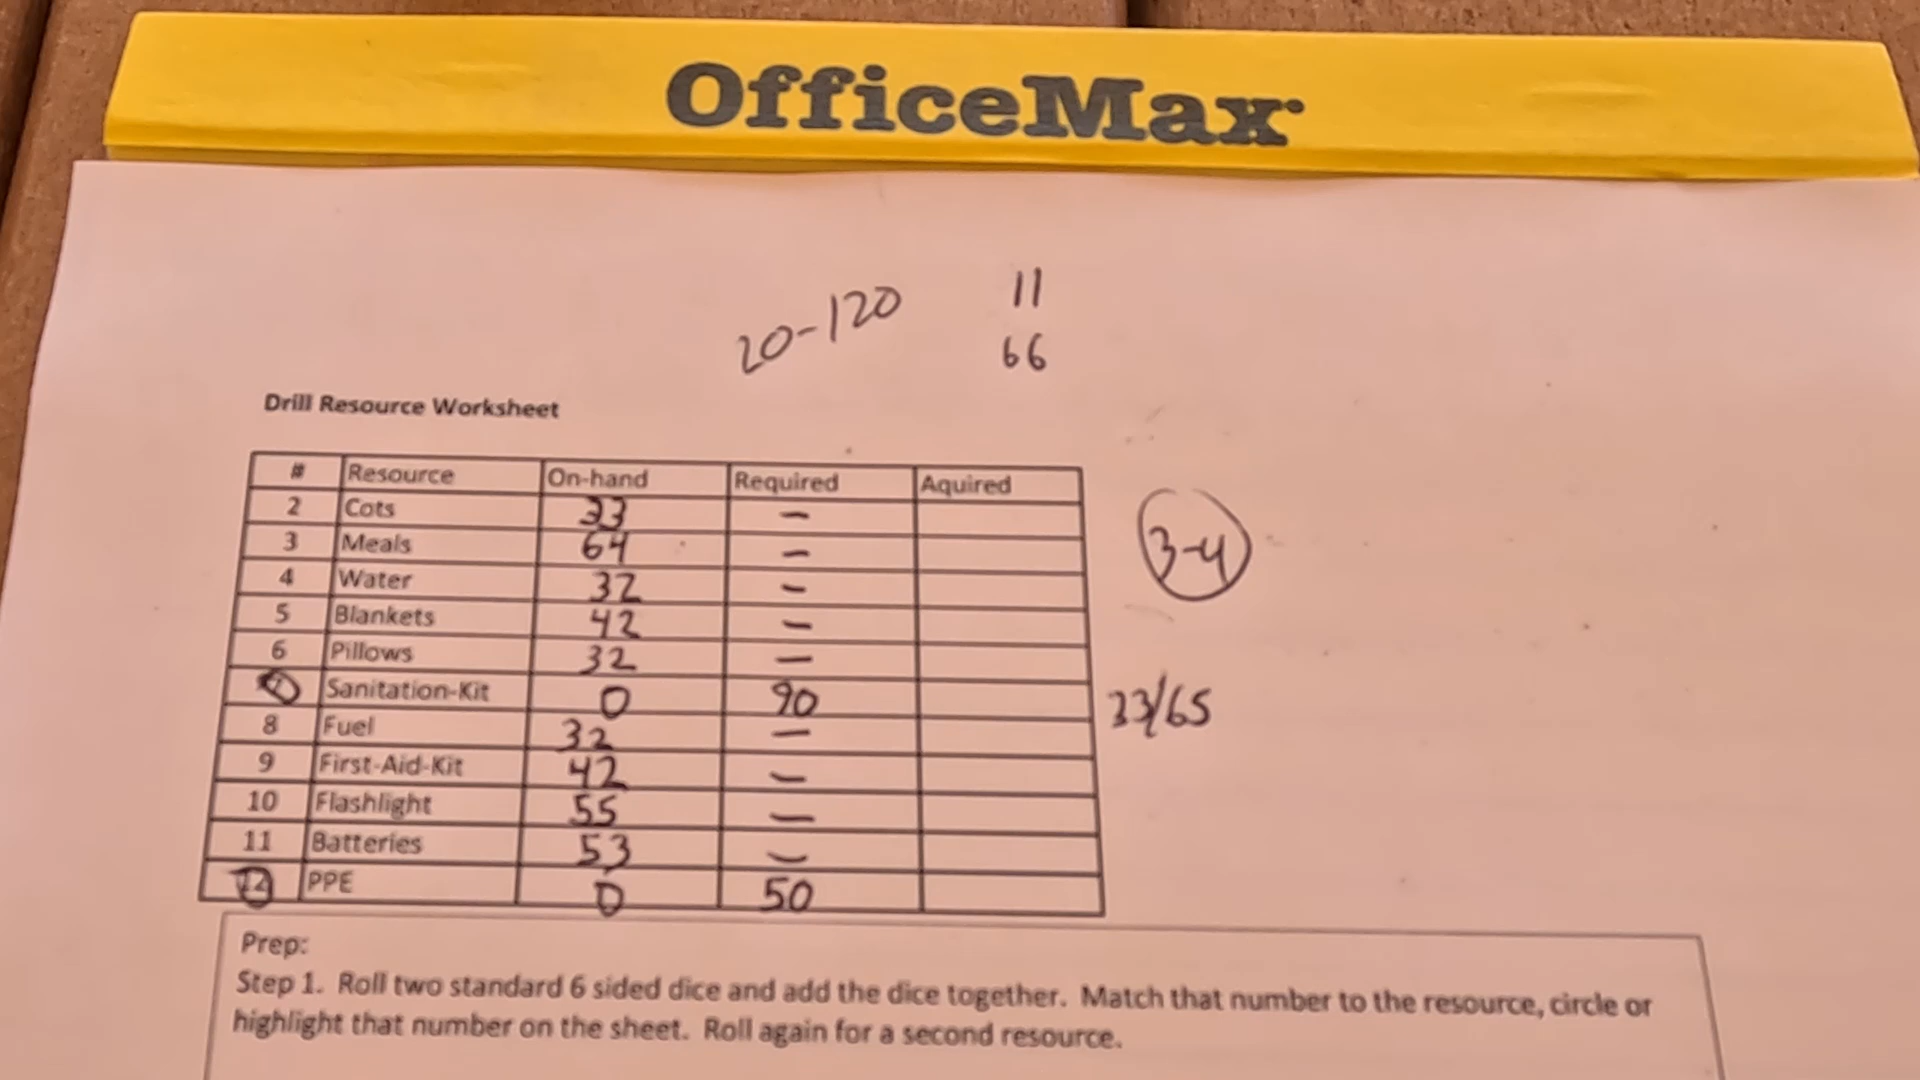 OfficeMax
20-120 11
66
Drill Resource Worksheet
# Resource On-hand Required Aquired
2 Cots 33 –
3 Meals 64 –
3-4
4 Water 32 –
5 Blankets 42 –
6 Pillows 32 –
7 Sanitation-Kit 0 90
33/65
8 Fuel 32 –
9 First-Aid-Kit 42 –
10 Flashlight 55 –
11 Batteries 53 –
12 PPE 0 50
Prep:
Step 1. Roll two standard 6 sided dice and add the dice together. Match that number to the resource, circle or
highlight that number on the sheet. Roll again for a second resource.